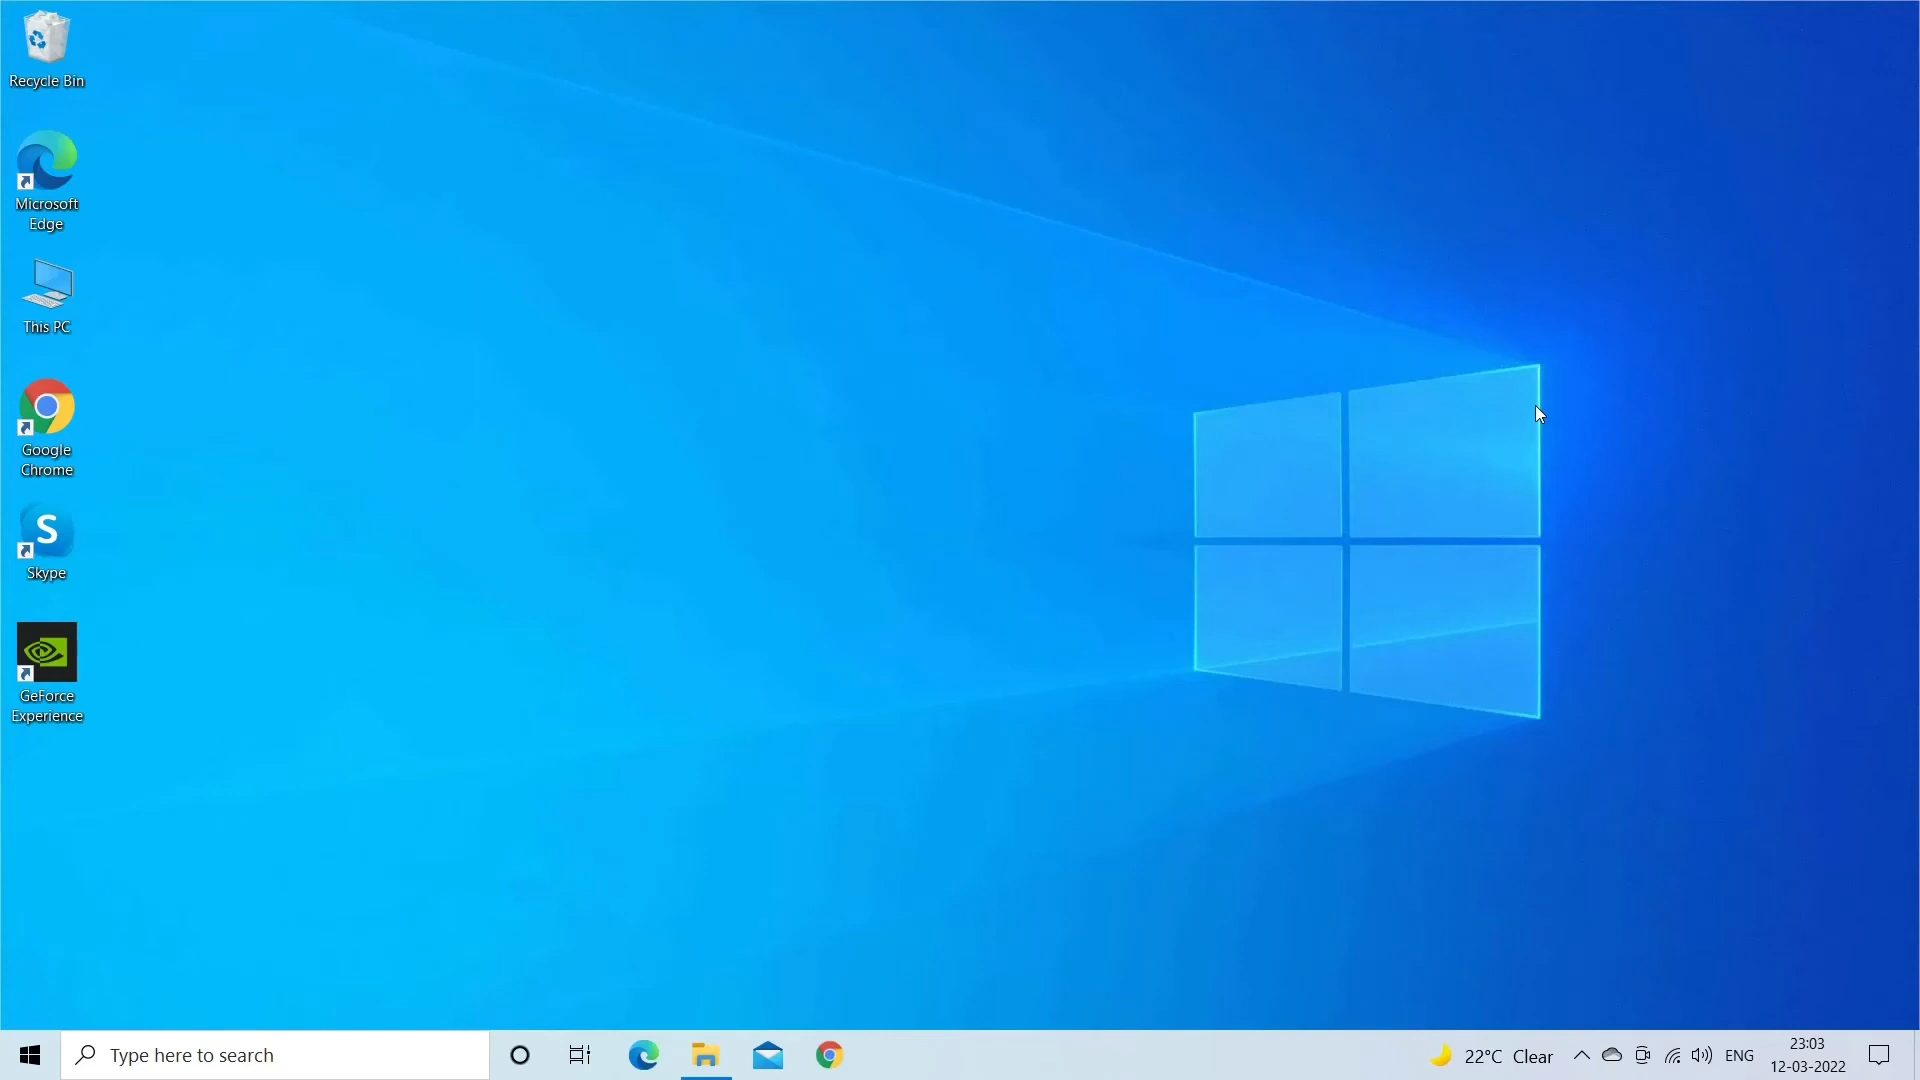 Recycle Bin
Microsoft
Edge
This PC
Google
Chrome
S
Skype
GeForce
Experience
Type here to search
22°C Clear
ENG
23:03
12-03-2022